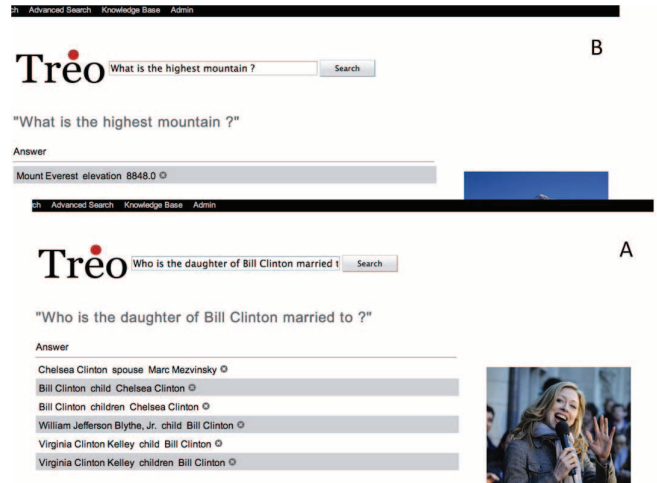 ch Advanced Search Knowledge Base Admin
B
Treo What is the highest mountain ? Search
"What is the highest mountain ?"
Answer
Mount Everest elevation 8848.0
ch Advanced Search Knowledge Base Admin
A
Treo Who is the daughter of Bill Clinton married t Search
"Who is the daughter of Bill Clinton married to ?"
Answer
Chelsea Clinton spouse Marc Mezvinsky
Bill Clinton child Chelsea Clinton
Bill Clinton children Chelsea Clinton
William Jefferson Blythe, Jr. child Bill Clinton
Virginia Clinton Kelley child Bill Clinton
Virginia Clinton Kelley children Bill Clinton